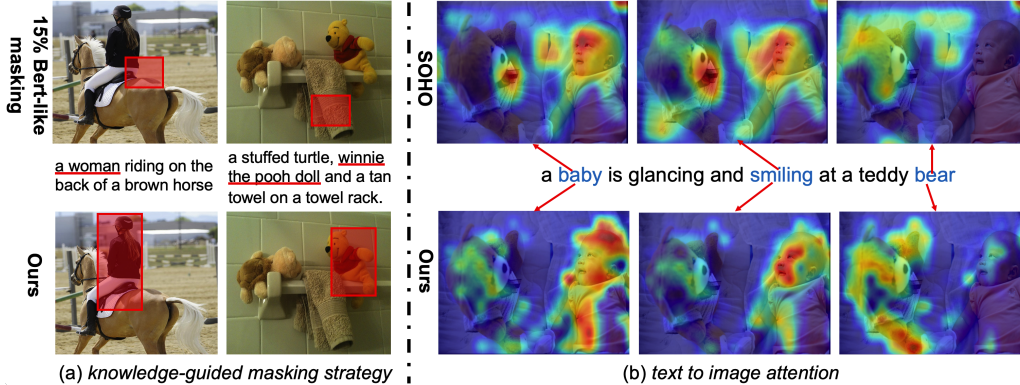 15% Bert-like
masking
a woman riding on the
back of a brown horse
a stuffed turtle, winnie
the pooh doll and a tan
towel on a towel rack.
Ours
(a) knowledge-guided masking strategy
SOHO
a baby is glancing and smiling at a teddy bear
Ours
(b) text to image attention